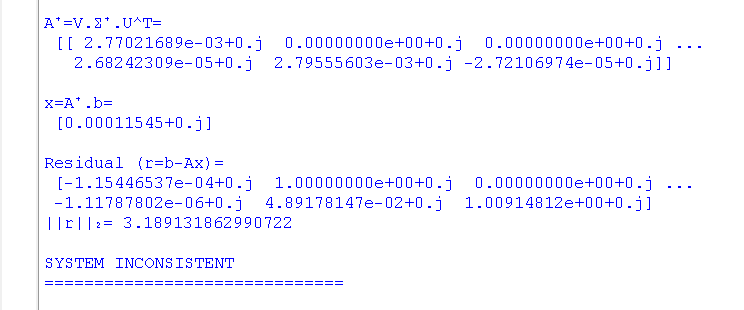 A⁺=V.Σ⁺.U^T=
[[ 2.77021689e-03+0.j  0.00000000e+00+0.j  0.00000000e+00+0.j ...
2.68242309e-05+0.j  2.79555603e-03+0.j -2.72106974e-05+0.j]]
x=A⁺.b=
[0.00011545+0.j]
Residual (r=b-Ax)=
[-1.15446537e-04+0.j  1.00000000e+00+0.j  0.00000000e+00+0.j ...
-1.11787802e-06+0.j  4.89178147e-02+0.j  1.00914812e+00+0.j]
||r||₂= 3.189131862990722
SYSTEM INCONSISTENT
==============================